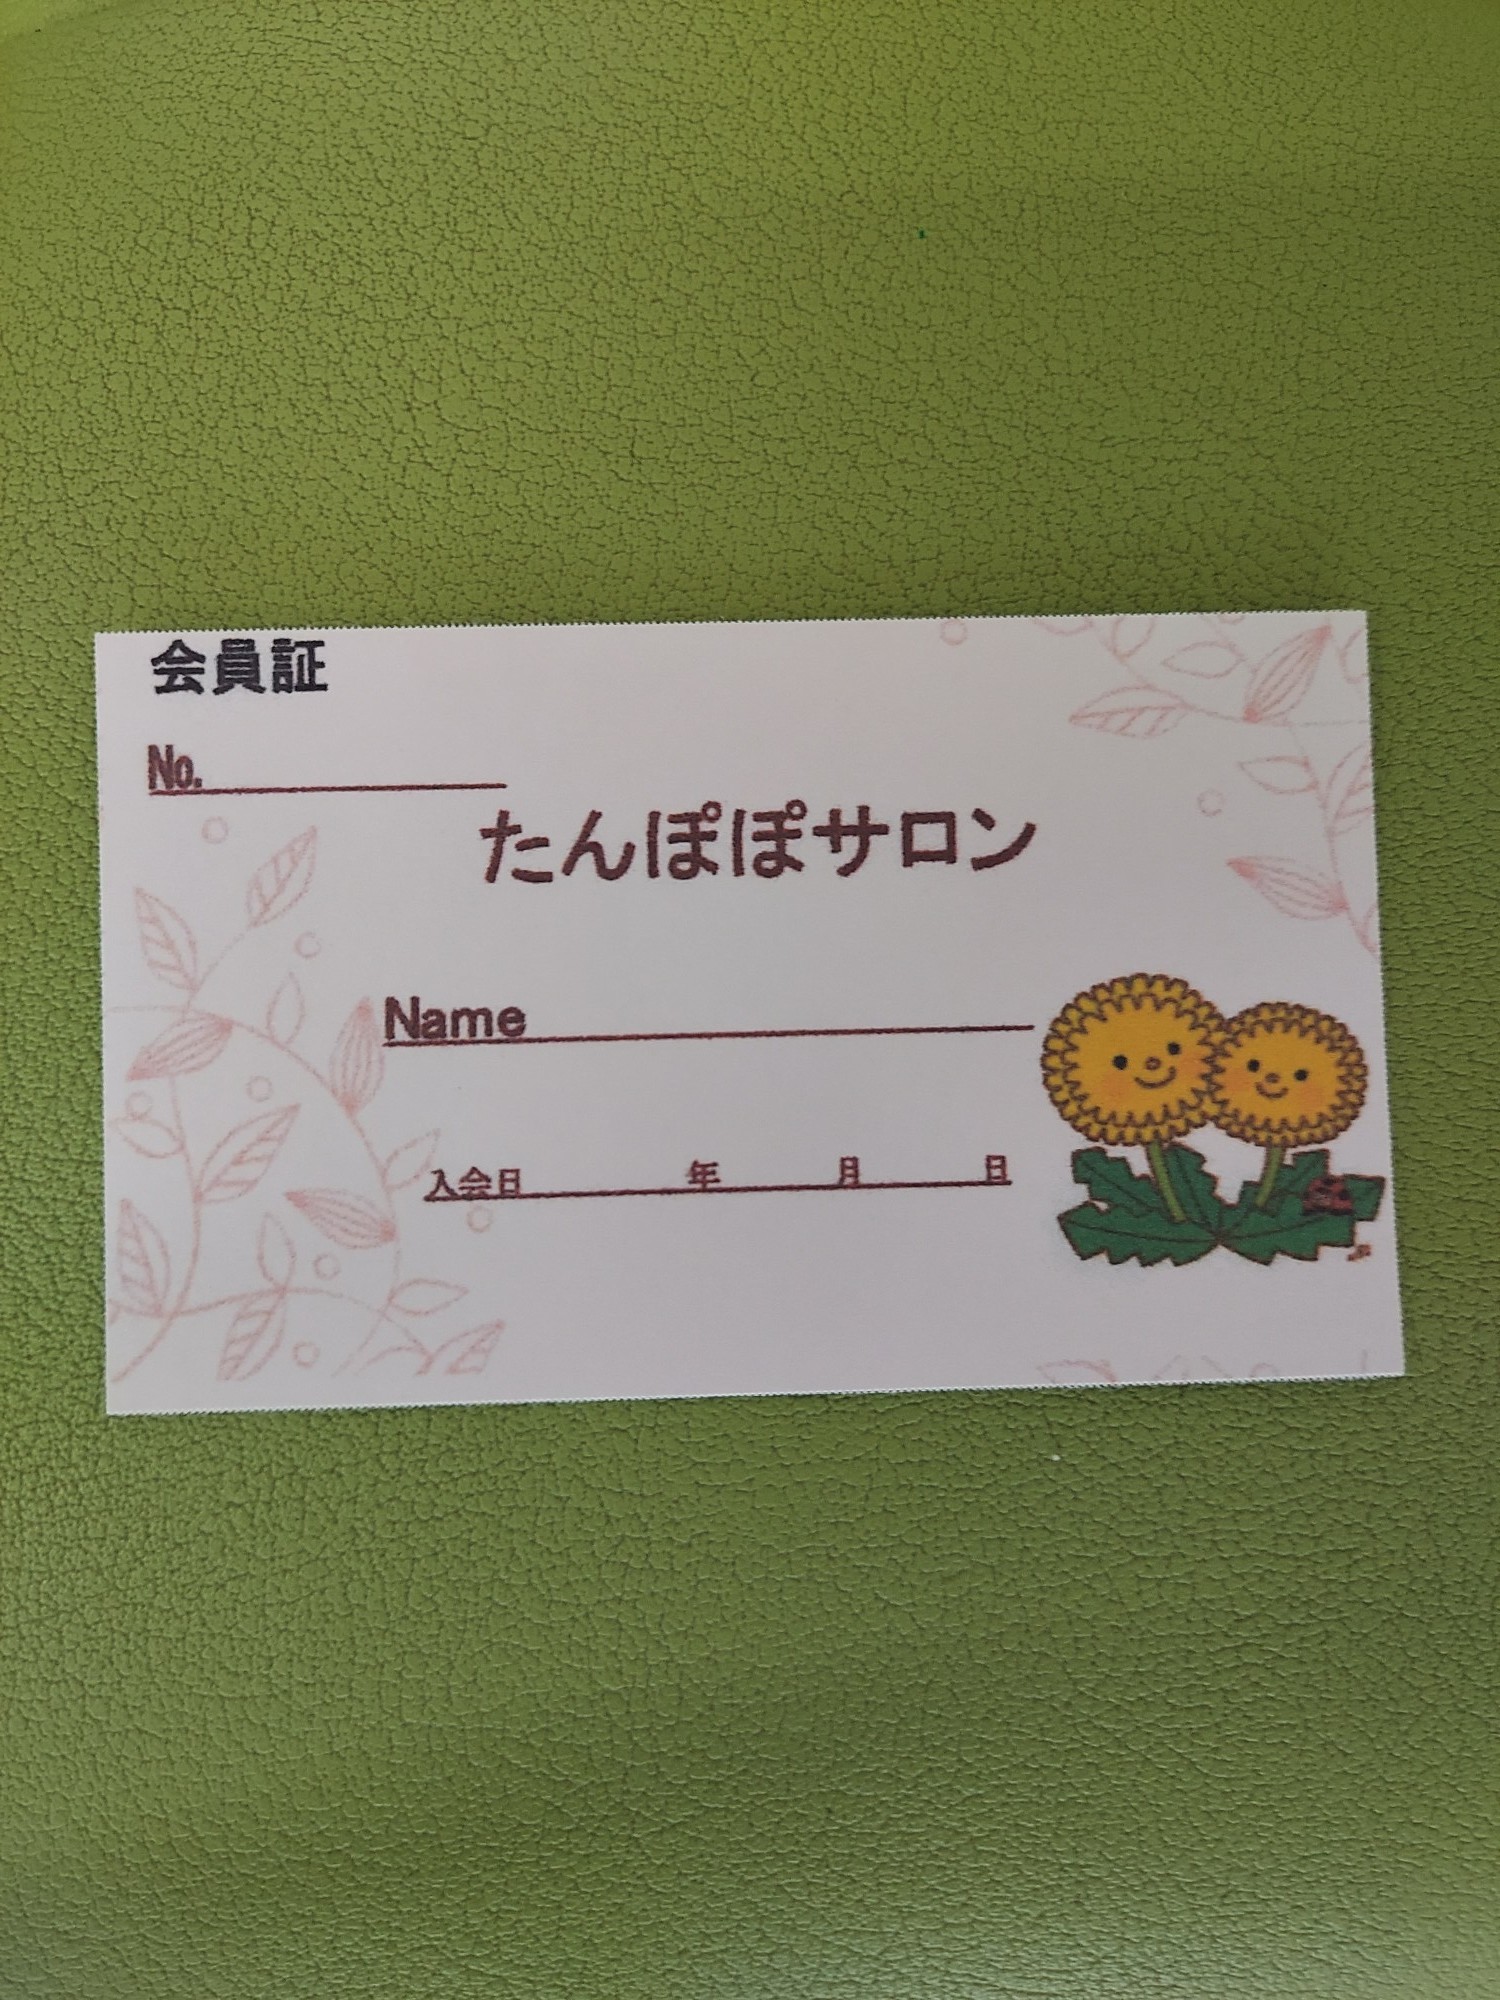 会員証
No.
たんぽぽサロン
Name
入会日 年 月 日